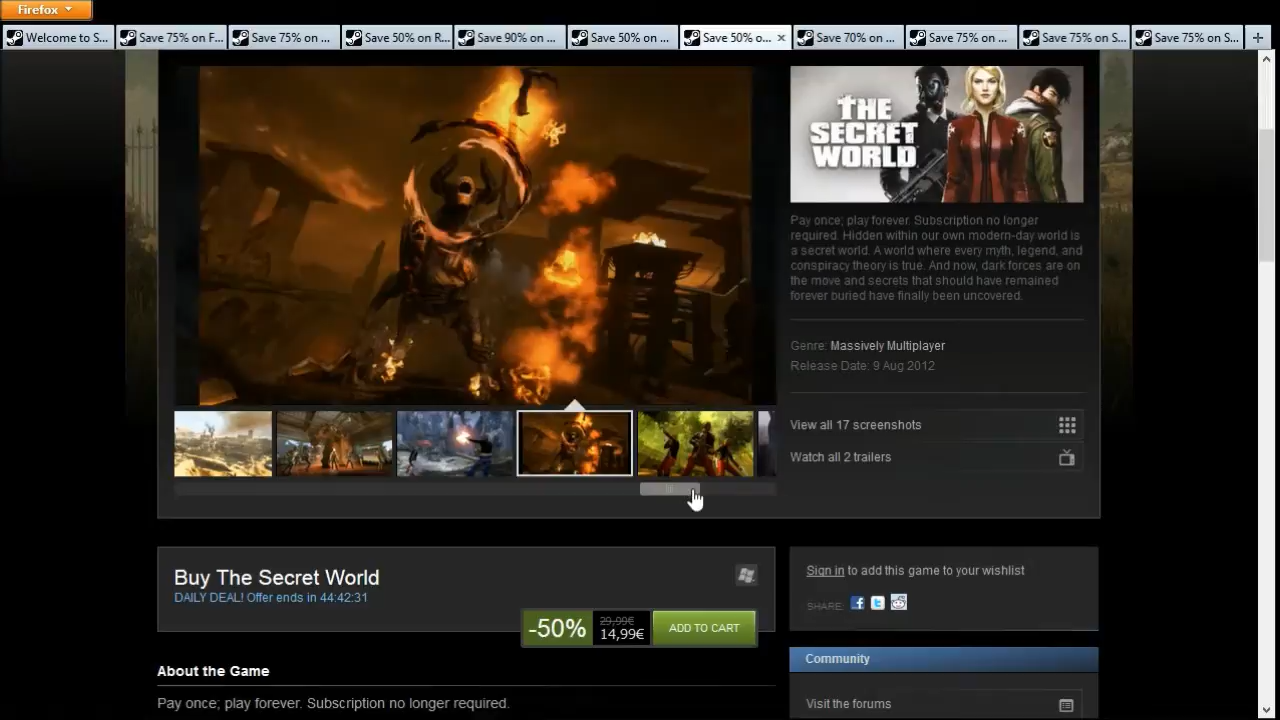 Firefox
Welcome to S...
Save 75% on F...
Save 75% on ...
Save 50% on R...
Save 90% on ...
Save 50% on ...
Save 50% o...
Save 70% on ...
Save 75% on ...
Save 75% on S...
Save 75% on S...
THE
SECRET
WORLD
Pay once; play forever. Subscription no longer
required. Hidden within our own modern-day world is
a secret world. A world where every myth, legend, and
conspiracy theory is true. And now, dark forces are on
the move and secrets that should have remained
forever buried have finally been uncovered.
Genre: Massively Multiplayer
Release Date: 9 Aug 2012
View all 17 screenshots
Watch all 2 trailers
Buy The Secret World
DAILY DEAL! Offer ends in 44:42:31
-50%
29,99€
14,99€
ADD TO CART
Sign in to add this game to your wishlist
SHARE:
About the Game
Pay once; play forever. Subscription no longer required.
Community
Visit the forums